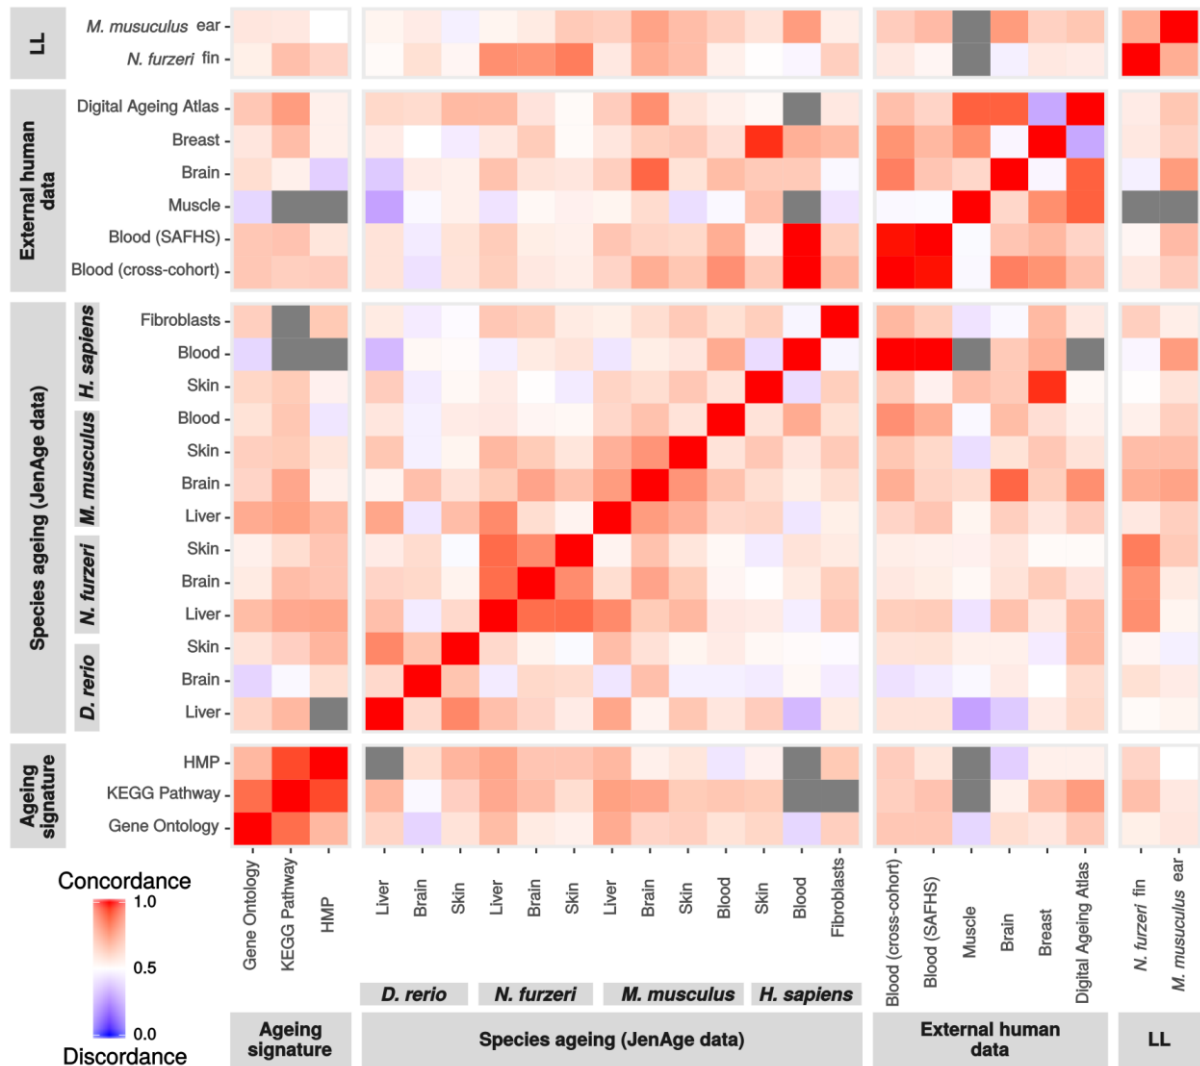 LL
M. musuculus ear
N. furzeri fin
External human
data
Digital Ageing Atlas
Breast
Brain
Muscle
Blood (SAFHS)
Blood (cross-cohort)
Species ageing (JenAge data)
H. sapiens
Fibroblasts
Blood
Skin
M. musculus
Blood
Skin
Brain
Liver
N. furzeri
Skin
Brain
Liver
D. rerio
Skin
Brain
Liver
Ageing
signature
HMP
KEGG Pathway
Gene Ontology
Gene Ontology
KEGG Pathway
HMP
Liver
Brain
Skin
Liver
Brain
Skin
Liver
Brain
Skin
Blood
Skin
Blood
Fibroblasts
Blood (cross-cohort)
Blood (SAFHS)
Muscle
Brain
Breast
Digital Ageing Atlas
N. furzeri fin
M. musuculus ear
D. rerio
N. furzeri
M. musculus
H. sapiens
Ageing
signature
Species ageing (JenAge data)
External human
data
LL
Concordance
1.0
0.5
0.0
Discordance